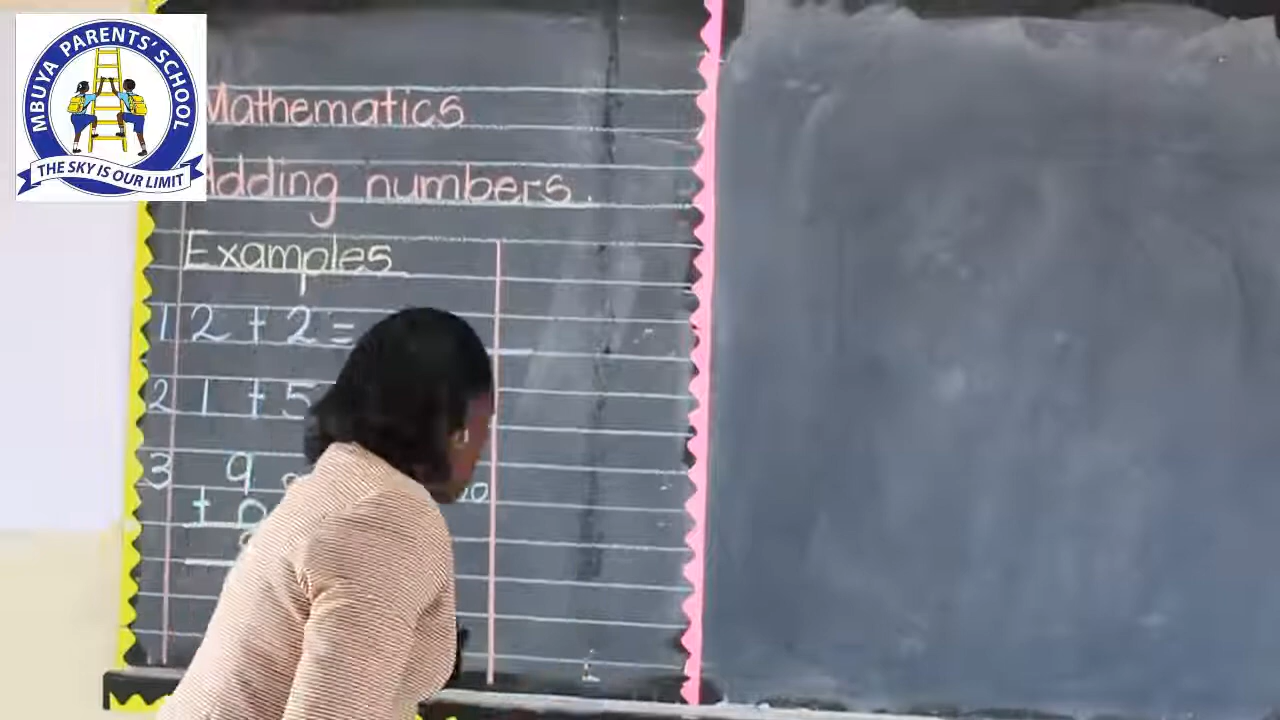 MBUYA PARENTS' SCHOOL
THE SKY IS OUR LIMIT
Mathematics
Adding numbers.
Examples
1 2 + 2 =
2 1 + 5
3 9
+ 0